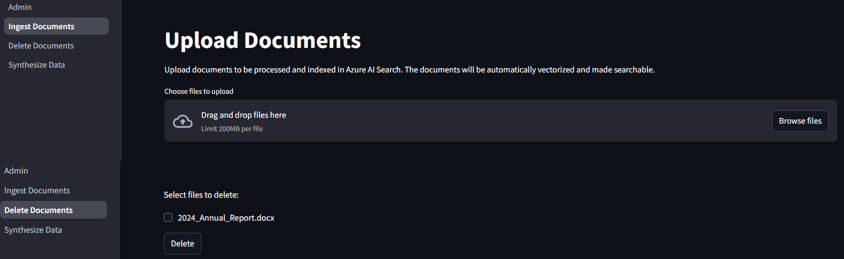 Admin
Ingest Documents
Delete Documents
Synthesize Data
Upload Documents
Upload documents to be processed and indexed in Azure AI Search. The documents will be automatically vectorized and made searchable.
Choose files to upload
Drag and drop files here
Limit 200MB per file
Browse files
Admin
Ingest Documents
Delete Documents
Synthesize Data
Select files to delete:
2024_Annual_Report.docx
Delete